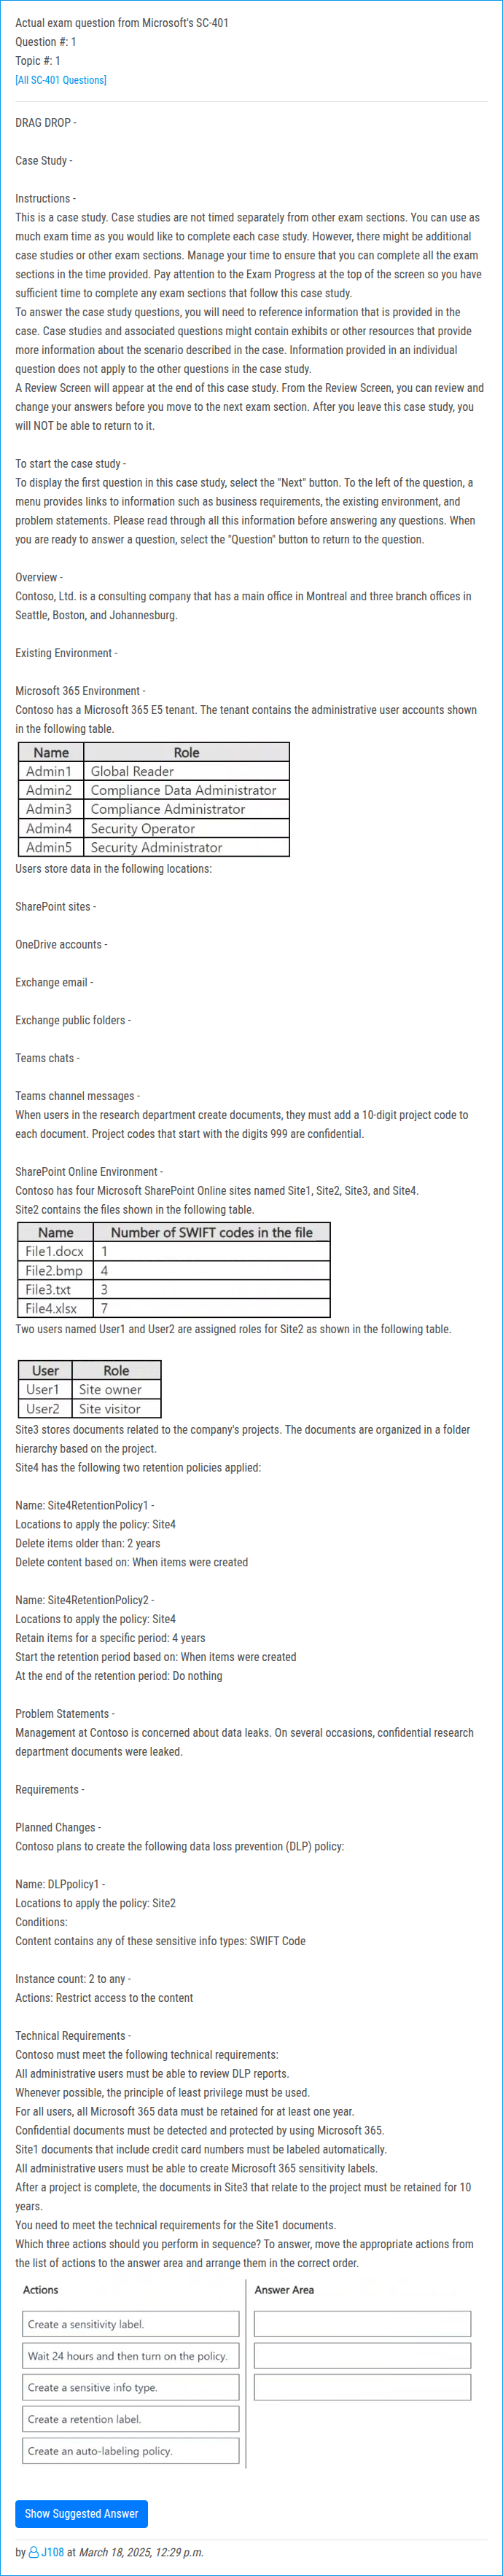 Actual exam question from Microsoft's SC-401
Question #: 1
Topic #: 1
[All SC-401 Questions]
DRAG DROP -
Case Study -
Instructions -
This is a case study. Case studies are not timed separately from other exam sections. You can use as
much exam time as you would like to complete each case study. However, there might be additional
case studies or other exam sections. Manage your time to ensure that you can complete all the exam
sections in the time provided. Pay attention to the Exam Progress at the top of the screen so you have
sufficient time to complete any exam sections that follow this case study.
To answer the case study questions, you will need to reference information that is provided in the
case. Case studies and associated questions might contain exhibits or other resources that provide
more information about the scenario described in the case. Information provided in an individual
question does not apply to the other questions in the case study.
A Review Screen will appear at the end of this case study. From the Review Screen, you can review and
change your answers before you move to the next exam section. After you leave this case study, you
will NOT be able to return to it.
To start the case study -
To display the first question in this case study, select the "Next" button. To the left of the question, a
menu provides links to information such as business requirements, the existing environment, and
problem statements. Please read through all this information before answering any questions. When
you are ready to answer a question, select the "Question" button to return to the question.
Overview -
Contoso, Ltd. is a consulting company that has a main office in Montreal and three branch offices in
Seattle, Boston, and Johannesburg.
Existing Environment -
Microsoft 365 Environment -
Contoso has a Microsoft 365 E5 tenant. The tenant contains the administrative user accounts shown
in the following table.
Name Role
Admin1 Global Reader
Admin2 Compliance Data Administrator
Admin3 Compliance Administrator
Admin4 Security Operator
Admin5 Security Administrator
Users store data in the following locations:
SharePoint sites -
OneDrive accounts -
Exchange email -
Exchange public folders -
Teams chats -
Teams channel messages -
When users in the research department create documents, they must add a 10-digit project code to
each document. Project codes that start with the digits 999 are confidential.
SharePoint Online Environment -
Contoso has four Microsoft SharePoint Online sites named Site1, Site2, Site3, and Site4.
Site2 contains the files shown in the following table.
Name Number of SWIFT codes in the file
File1.docx 1
File2.bmp 4
File3.txt 3
File4.xlsx 7
Two users named User1 and User2 are assigned roles for Site2 as shown in the following table.
User Role
User1 Site owner
User2 Site visitor
Site3 stores documents related to the company's projects. The documents are organized in a folder
hierarchy based on the project.
Site4 has the following two retention policies applied:
Name: Site4RetentionPolicy1 -
Locations to apply the policy: Site4
Delete items older than: 2 years
Delete content based on: When items were created
Name: Site4RetentionPolicy2 -
Locations to apply the policy: Site4
Retain items for a specific period: 4 years
Start the retention period based on: When items were created
At the end of the retention period: Do nothing
Problem Statements -
Management at Contoso is concerned about data leaks. On several occasions, confidential research
department documents were leaked.
Requirements -
Planned Changes -
Contoso plans to create the following data loss prevention (DLP) policy:
Name: DLPpolicy1 -
Locations to apply the policy: Site2
Conditions:
Content contains any of these sensitive info types: SWIFT Code
Instance count: 2 to any -
Actions: Restrict access to the content
Technical Requirements -
Contoso must meet the following technical requirements:
All administrative users must be able to review DLP reports.
Whenever possible, the principle of least privilege must be used.
For all users, all Microsoft 365 data must be retained for at least one year.
Confidential documents must be detected and protected by using Microsoft 365.
Site1 documents that include credit card numbers must be labeled automatically.
All administrative users must be able to create Microsoft 365 sensitivity labels.
After a project is complete, the documents in Site3 that relate to the project must be retained for 10
years.
You need to meet the technical requirements for the Site1 documents.
Which three actions should you perform in sequence? To answer, move the appropriate actions from
the list of actions to the answer area and arrange them in the correct order.
Actions Answer Area
Create a sensitivity label.
Wait 24 hours and then turn on the policy.
Create a sensitive info type.
Create a retention label.
Create an auto-labeling policy.
Show Suggested Answer
by J108 at March 18, 2025, 12:29 p.m.